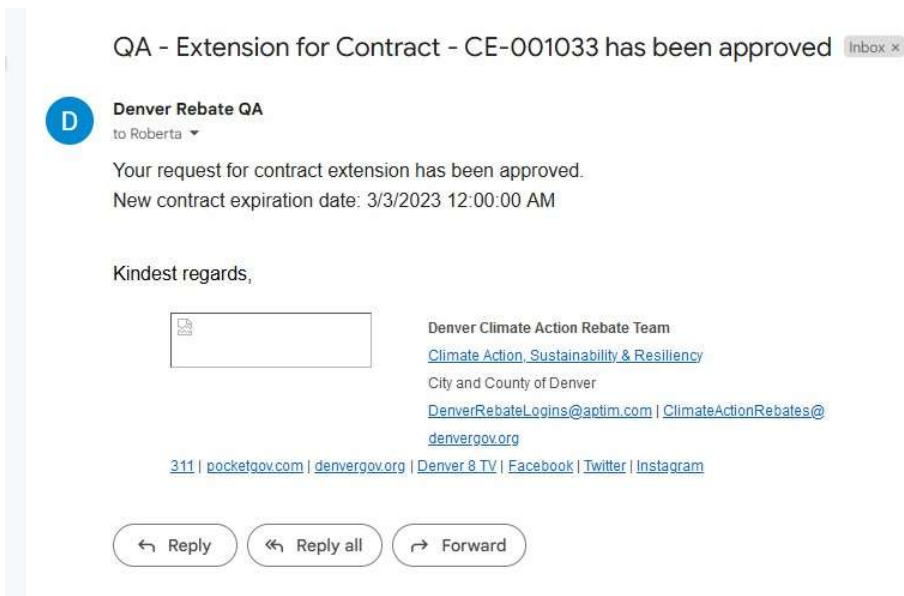 QA - Extension for Contract - CE-001033 has been approved Inbox ×
D
Denver Rebate QA
to Roberta
Your request for contract extension has been approved.
New contract expiration date: 3/3/2023 12:00:00 AM
Kindest regards,
Denver Climate Action Rebate Team
Climate Action, Sustainability & Resiliency
City and County of Denver
DenverRebateLogins@aptim.com | ClimateActionRebates@
denvergov.org
311 | pocketgov.com | denvergov.org | Denver 8 TV | Facebook | Twitter | Instagram
Reply Reply all Forward